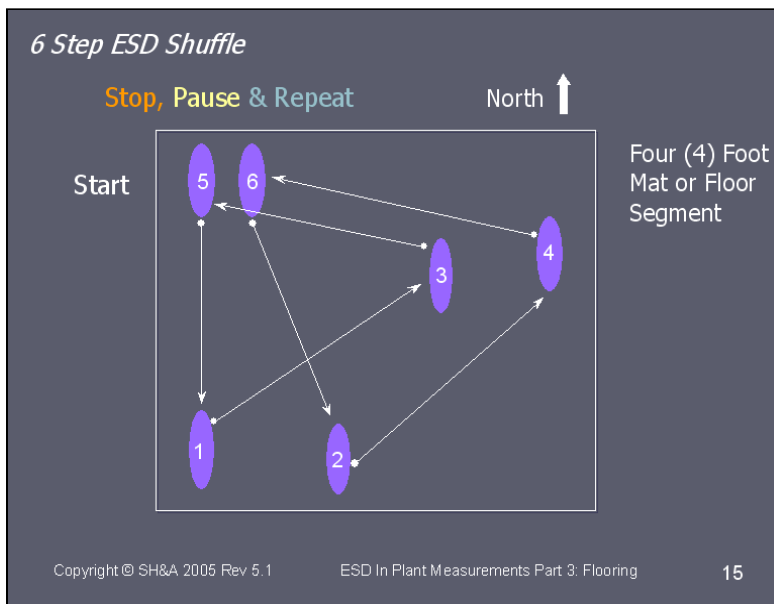 6 Step ESD Shuffle
Stop, Pause & Repeat
North
Start
Four (4) Foot
Mat or Floor
Segment
5
6
3
4
1
2
Copyright © SH&A 2005 Rev 5.1
ESD In Plant Measurements Part 3: Flooring
15